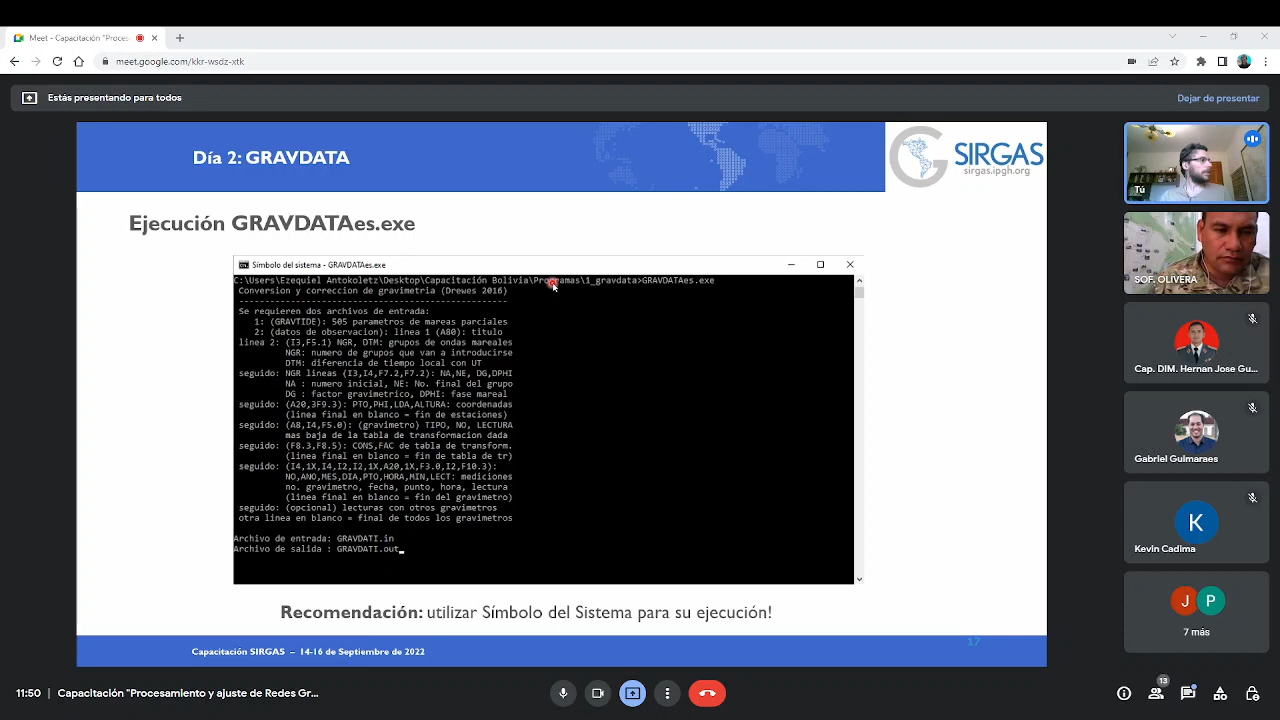 Meet - Capacitación "Proces
meet.google.com/kkr-wsdz-xtk
Estás presentando para todos
Dejar de presentar
Día 2: GRAVDATA
SIRGAS
sirgas.ipgh.org
Ejecución GRAVDATAes.exe
Símbolo del sistema - GRAVDATAes.exe
C:\Users\Ezequiel Antokoletz\Desktop\Capacitación Bolivia\Programas\1_gravdata>GRAVDATAes.exe
Conversion y correccion de gravimetria (Drewes 2016)
----------------------------------------------------
Se requieren dos archivos de entrada:
1: (GRAVTIDE): 505 parametros de mareas parciales
2: (datos de observacion): linea 1 (A80): titulo
linea 2: (I3,F5.1) NGR, DTM: grupos de ondas mareales
NGR: numero de grupos que van a introducirse
DTM: diferencia de tiempo local con UT
seguido: NGR lineas (I3,I4,F7.2,F7.2): NA,NE, DG,DPHI
NA : numero inicial, NE: No. final del grupo
DG : factor gravimetrico, DPHI: fase mareal
seguido: (A20,3F9.3): PTO,PHI,LDA,ALTURA: coordenadas
(linea final en blanco = fin de estaciones)
seguido: (A8,I4,F5.0): (gravimetro) TIPO, NO, LECTURA
mas baja de la tabla de transformacion dada
seguido: (F8.3,F8.5): CONS,FAC de tabla de transform.
(linea final en blanco = fin de tabla de tr)
seguido: (I4,1X,I4,I2,I2,1X,A20,1X,F3.0,I2,F10.3):
NO,ANO,MES,DIA,PTO,HORA,MIN,LECT: mediciones
no. gravimetro, fecha, punto, hora, lectura
(linea final en blanco = fin del gravimetro)
seguido: (opcional) lecturas con otros gravimetros
otra linea en blanco = final de todos los gravimetros
Archivo de entrada: GRAVDATI.in
Archivo de salida : GRAVDATI.out_
Recomendación: utilizar Símbolo del Sistema para su ejecución!
Capacitación SIRGAS – 14-16 de Septiembre de 2022
17
Tú
SOF. OLIVERA
Cap. DIM. Hernan Jose Gu...
Gabriel Guimaraes
K
Kevin Cadima
J P
7 más
11:50 | Capacitación "Procesamiento y ajuste de Redes Gr...
13